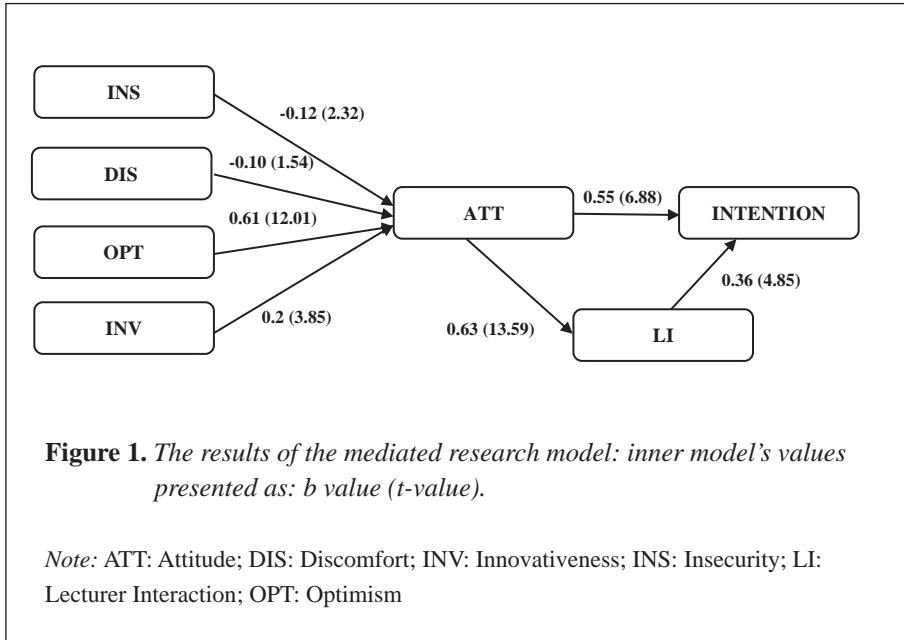 INS
-0.12 (2.32)
DIS
-0.10 (1.54)
ATT
0.55 (6.88)
INTENTION
0.61 (12.01)
OPT
0.36 (4.85)
INV
0.2 (3.85)
0.63 (13.59)
LI
Figure 1. The results of the mediated research model: inner model’s values
presented as: b value (t-value).
Note: ATT: Attitude; DIS: Discomfort; INV: Innovativeness; INS: Insecurity; LI:
Lecturer Interaction; OPT: Optimism